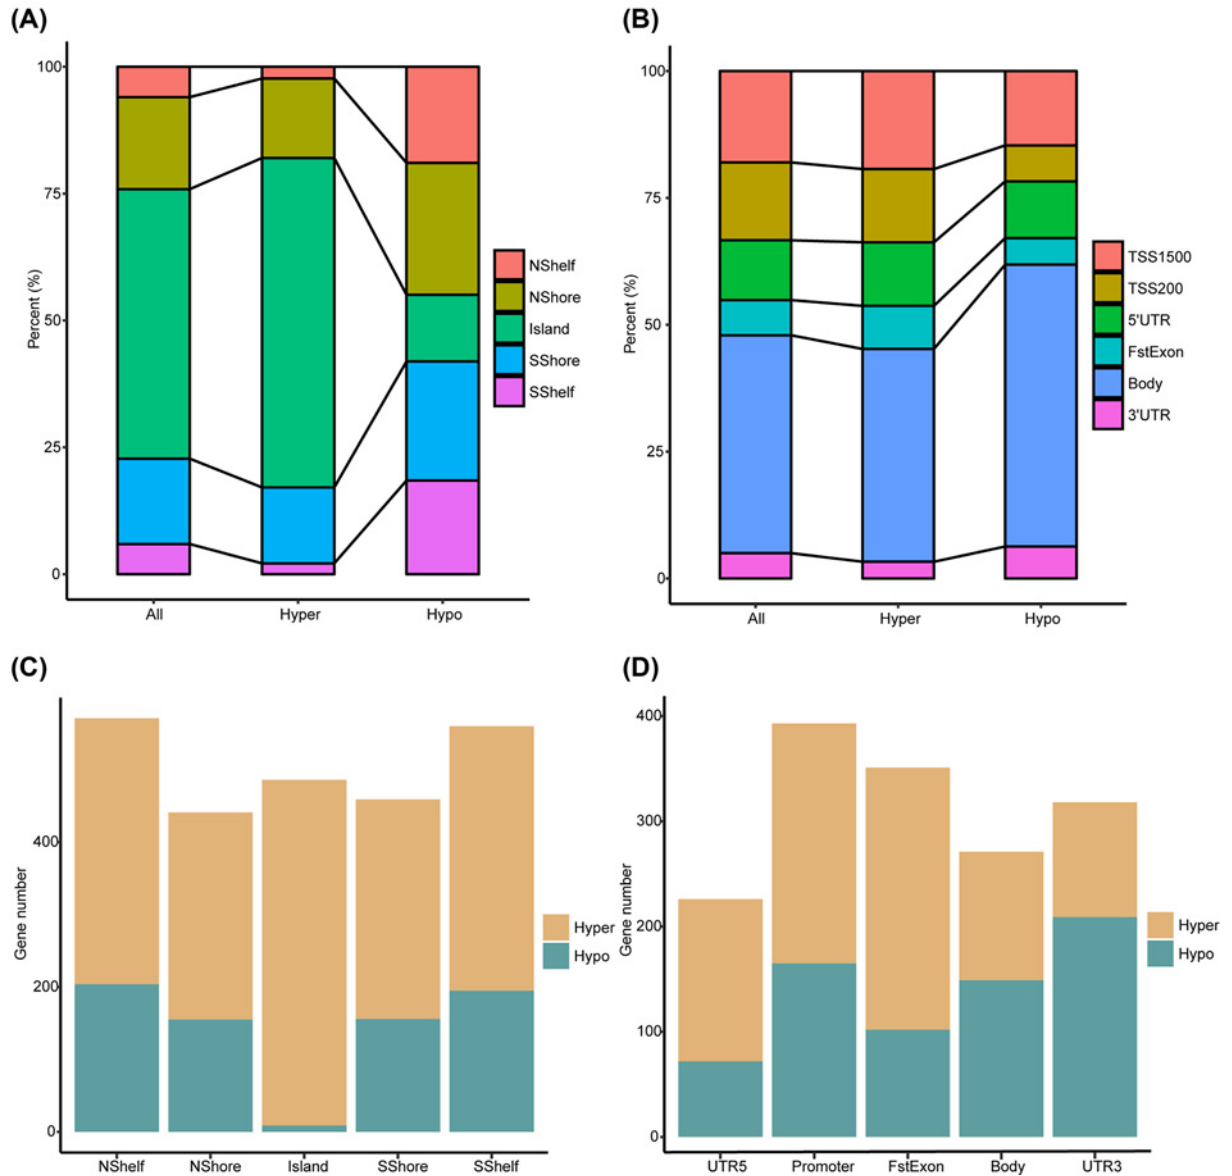 (A)
100
75
50
25
0
Percent (%)
All Hyper Hypo
NShelf
NShore
Island
SShore
SShelf
(B)
100
75
50
25
0
Percent (%)
All Hyper Hypo
TSS1500
TSS200
5'UTR
FstExon
Body
3'UTR
(C)
400
200
0
Gene number
NShelf NShore Island SShore SShelf
Hyper
Hypo
(D)
400
300
200
100
0
Gene number
UTR5 Promoter FstExon Body UTR3
Hyper
Hypo